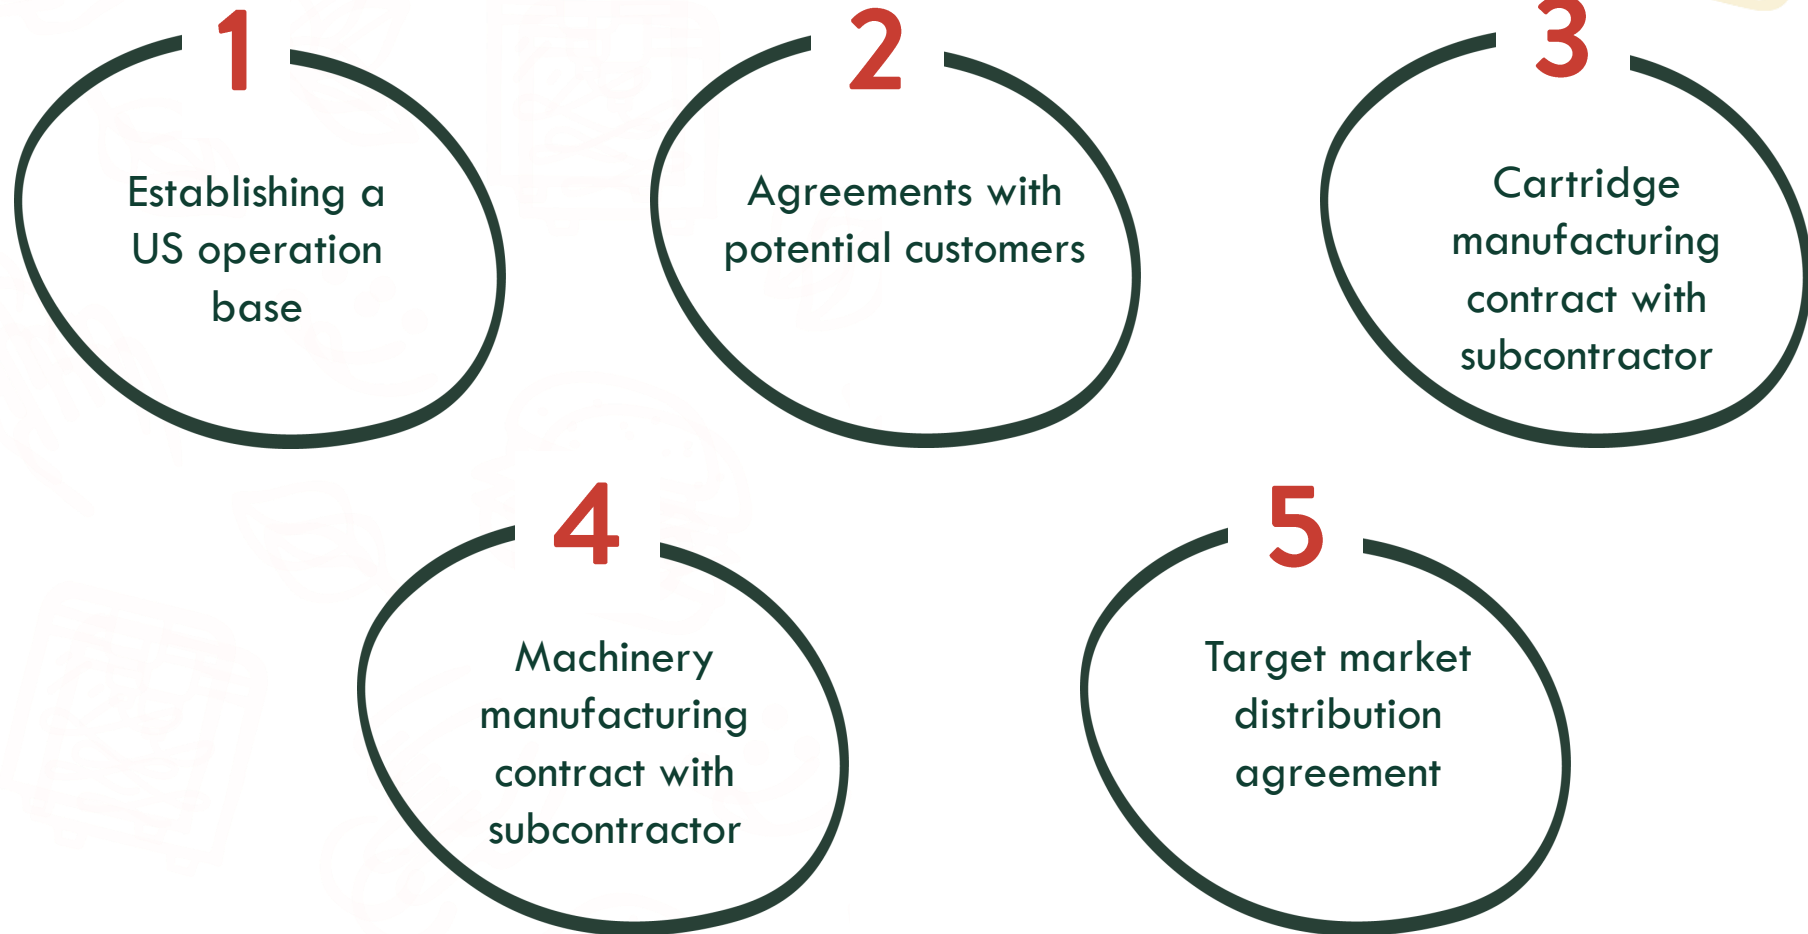 1
Establishing a
US operation
base
2
Agreements with
potential customers
3
Cartridge
manufacturing
contract with
subcontractor
4
Machinery
manufacturing
contract with
subcontractor
5
Target market
distribution
agreement